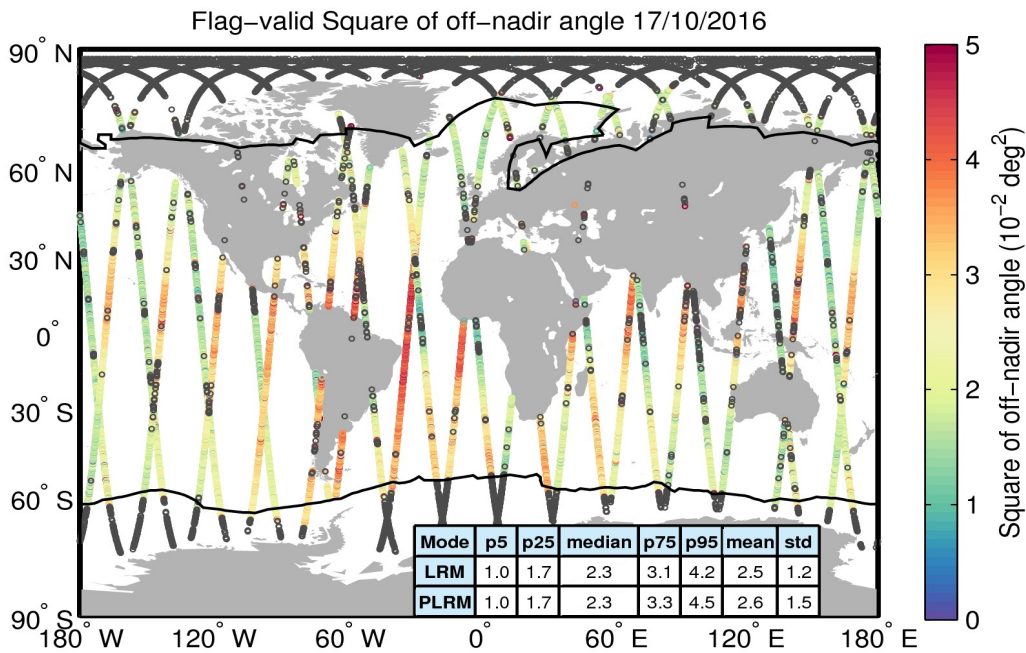 Flag−valid Square of off−nadir angle 17/10/2016
90° N
60° N
30° N
0°
30° S
60° S
90° S
180° W
120° W
60° W
0°
60° E
120° E
180° E
Mode p5 p25 median p75 p95 mean std
LRM 1.0 1.7 2.3 3.1 4.2 2.5 1.2
PLRM 1.0 1.7 2.3 3.3 4.5 2.6 1.5
5
4
3
2
1
0
Square of off−nadir angle (10⁻² deg²)